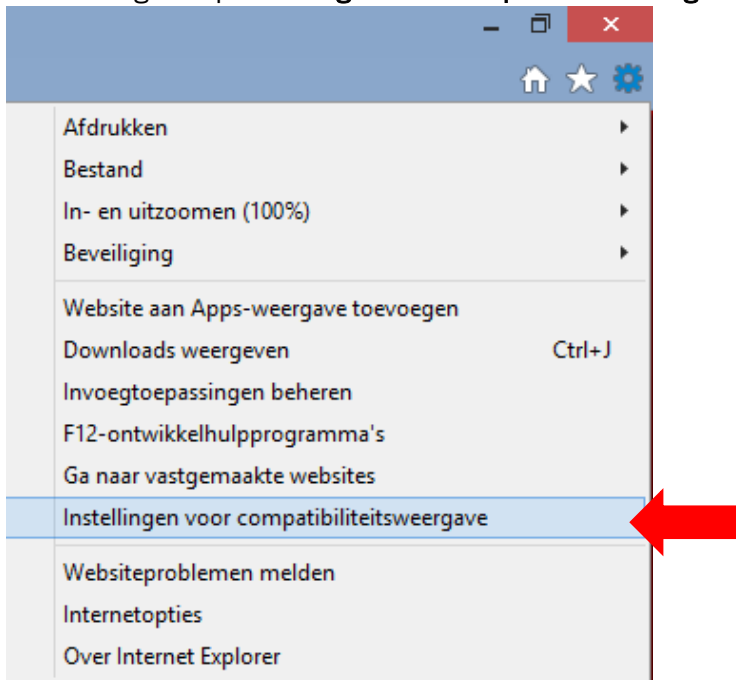 Afdrukken
Bestand
In- en uitzoomen (100%)
Beveiliging
Website aan Apps-weergave toevoegen
Downloads weergeven Ctrl+J
Invoegtoepassingen beheren
F12-ontwikkelhulpprogramma's
Ga naar vastgemaakte websites
Instellingen voor compatibiliteitsweergave
Websiteproblemen melden
Internetopties
Over Internet Explorer